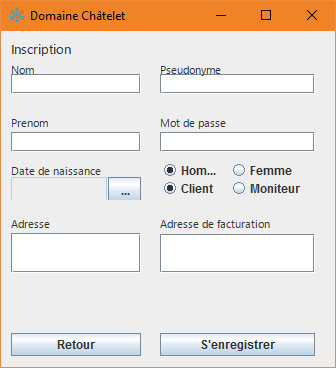 Domaine Châtelet
Inscription
Nom Pseudonyme
Prenom Mot de passe
Date de naissance ... Hom... Femme
Client Moniteur
Adresse Adresse de facturation
Retour S'enregistrer